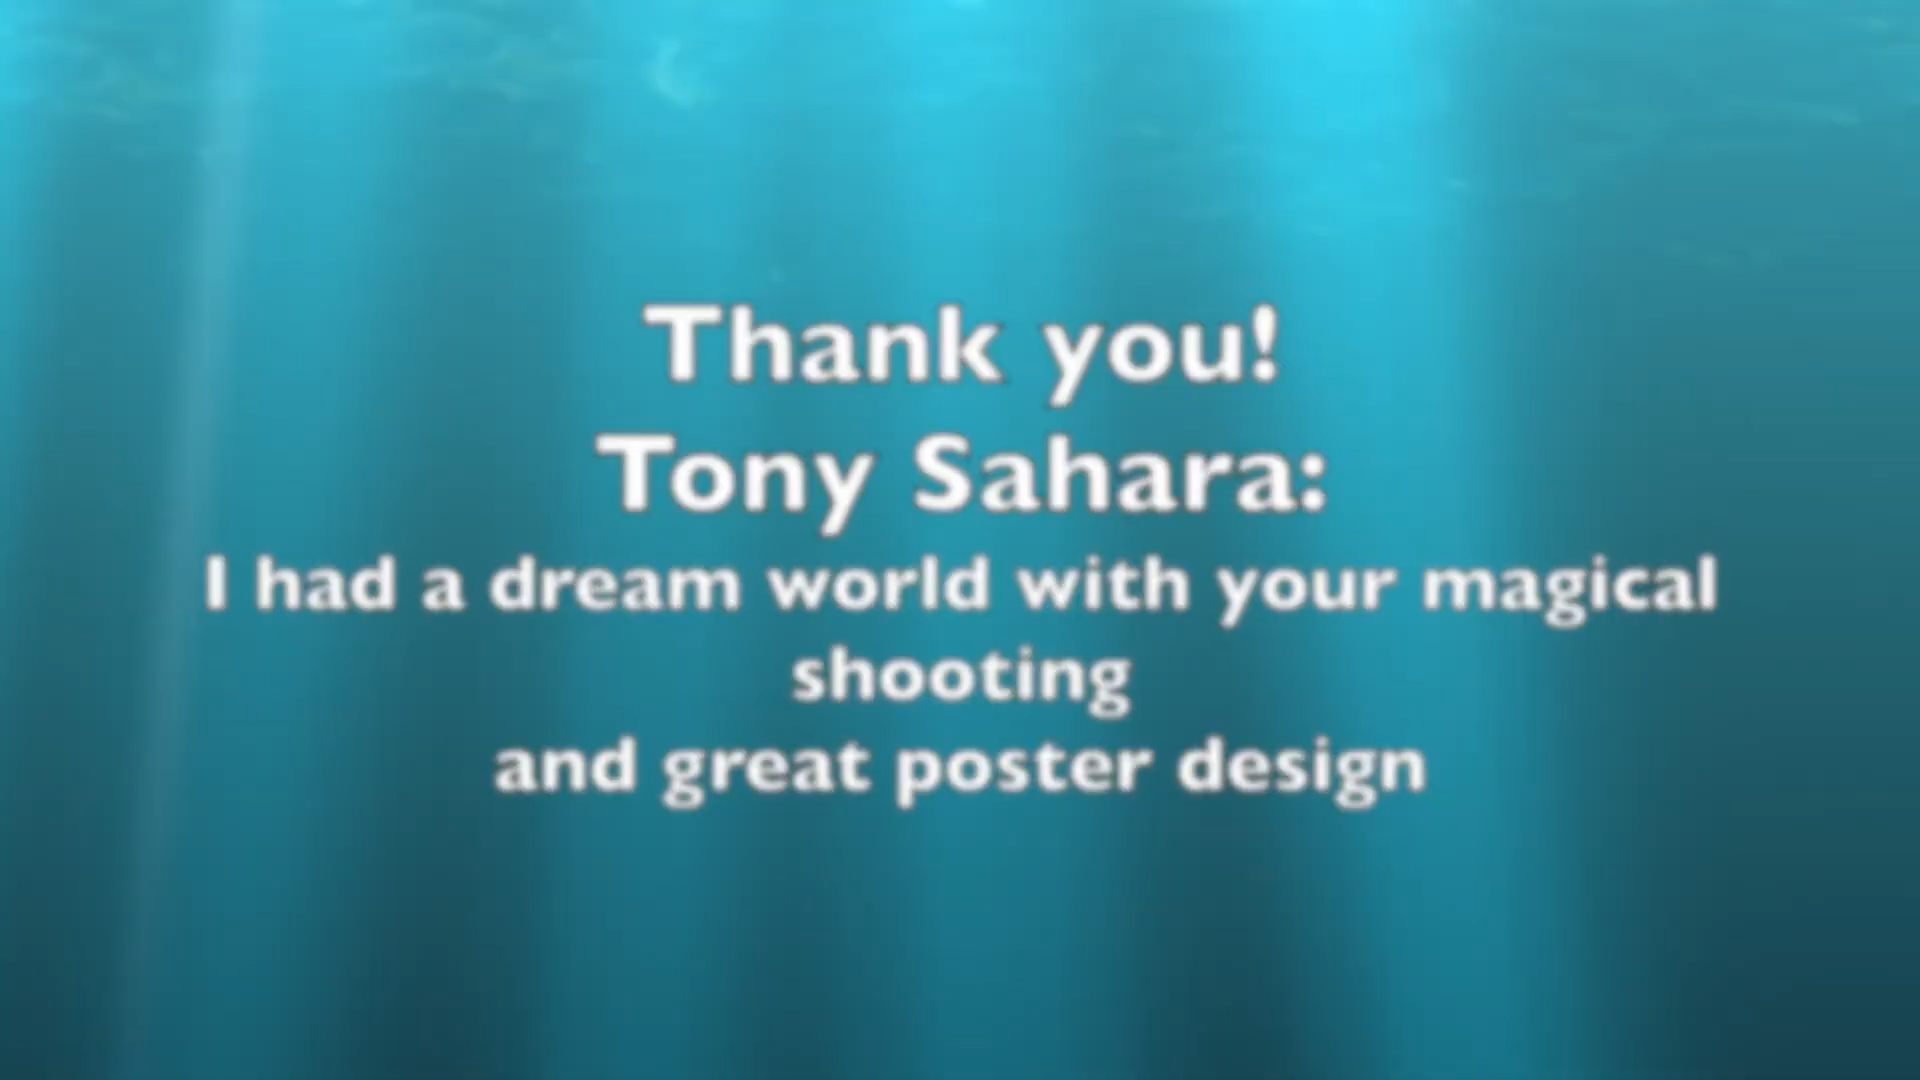 Thank you!
Tony Sahara:
I had a dream world with your magical
shooting
and great poster design